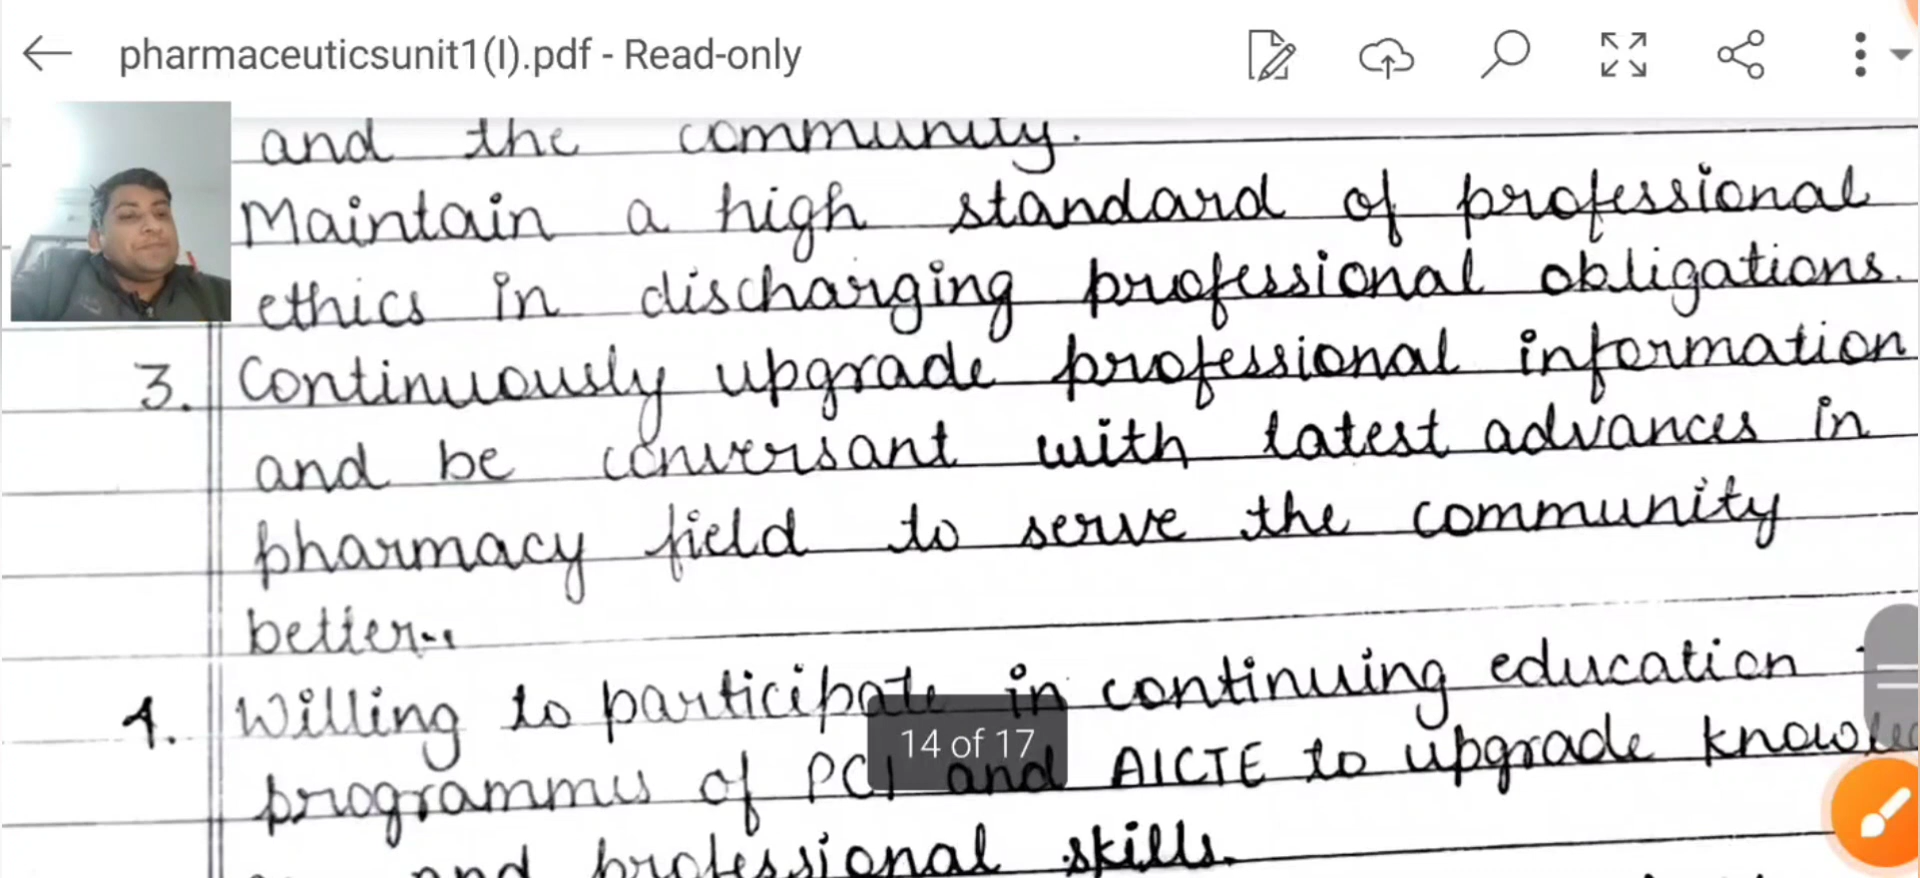 pharmaceuticsunit1(I).pdf - Read-only
and the community.
Maintain a high standard of professional
ethics in discharging professional obligations.
3. Continuously upgrade professional information
and be conversant with latest advances in
pharmacy field to serve the community
better.
4. Willing to participate in continuing education
14 of 17
programmes of PCI and AICTE to upgrade
and professional skills.